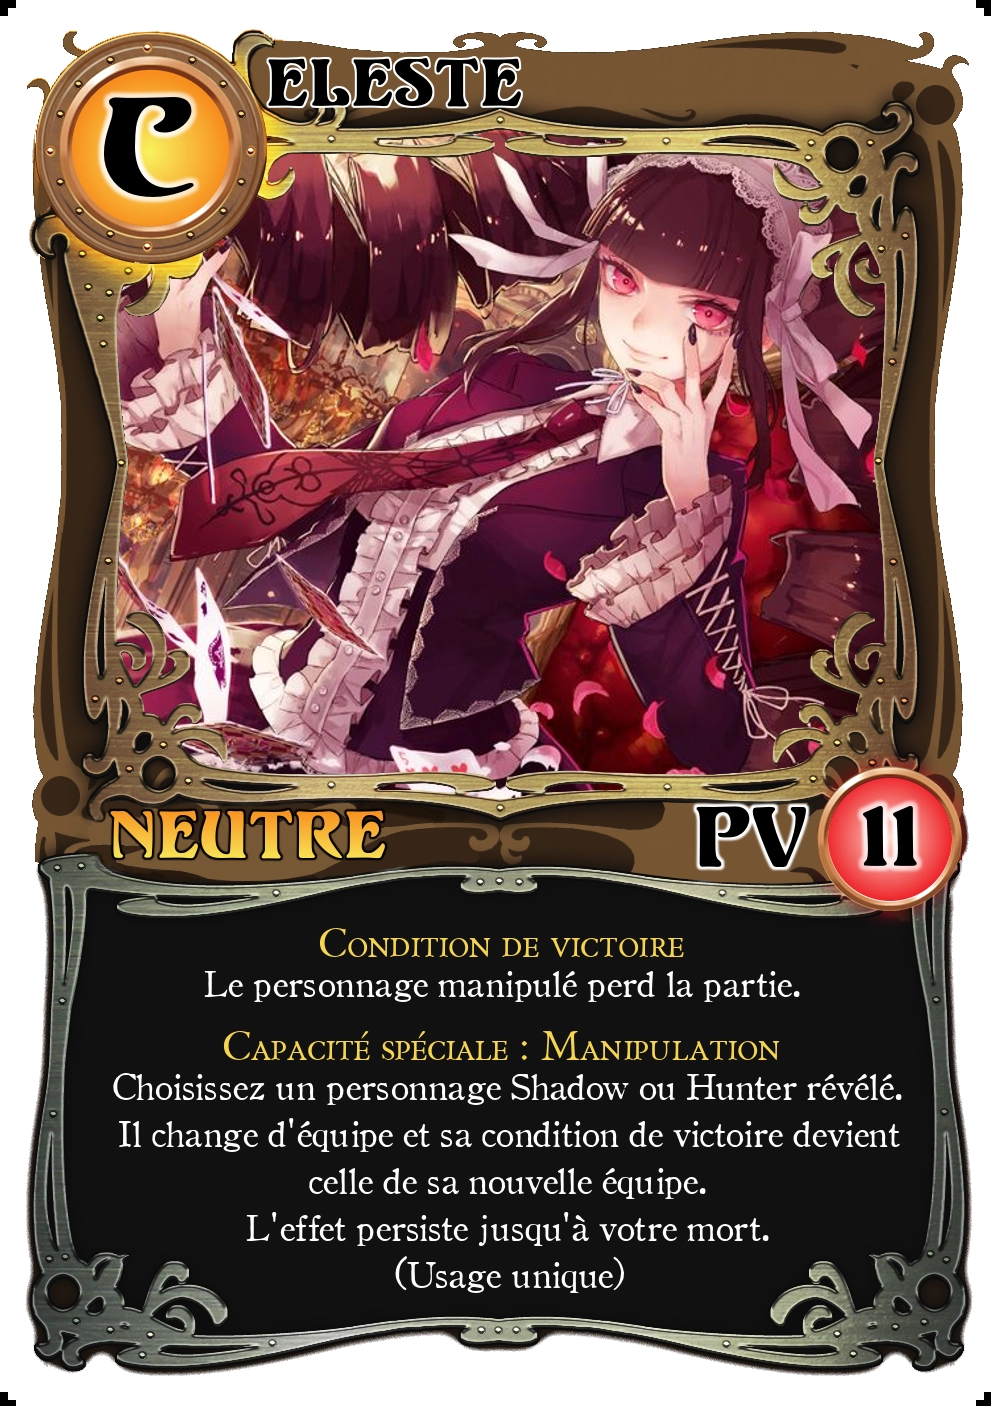 C ELESTE
NEUTRE PV 11
Condition de victoire
Le personnage manipulé perd la partie.
Capacité spéciale : Manipulation
Choisissez un personnage Shadow ou Hunter révélé.
Il change d'équipe et sa condition de victoire devient
celle de sa nouvelle équipe.
L'effet persiste jusqu'à votre mort.
(Usage unique)